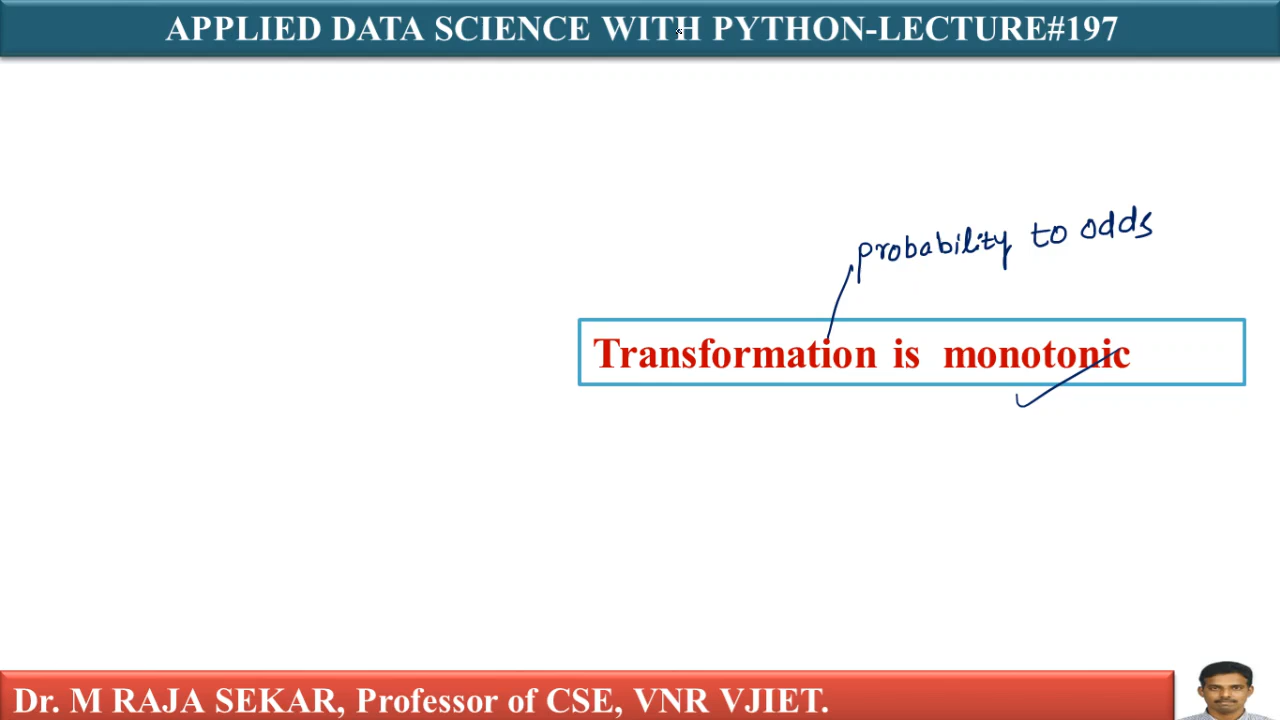 APPLIED DATA SCIENCE WITH PYTHON-LECTURE#197
probability to odds
Transformation is monotonic
Dr. M RAJA SEKAR, Professor of CSE, VNR VJIET.